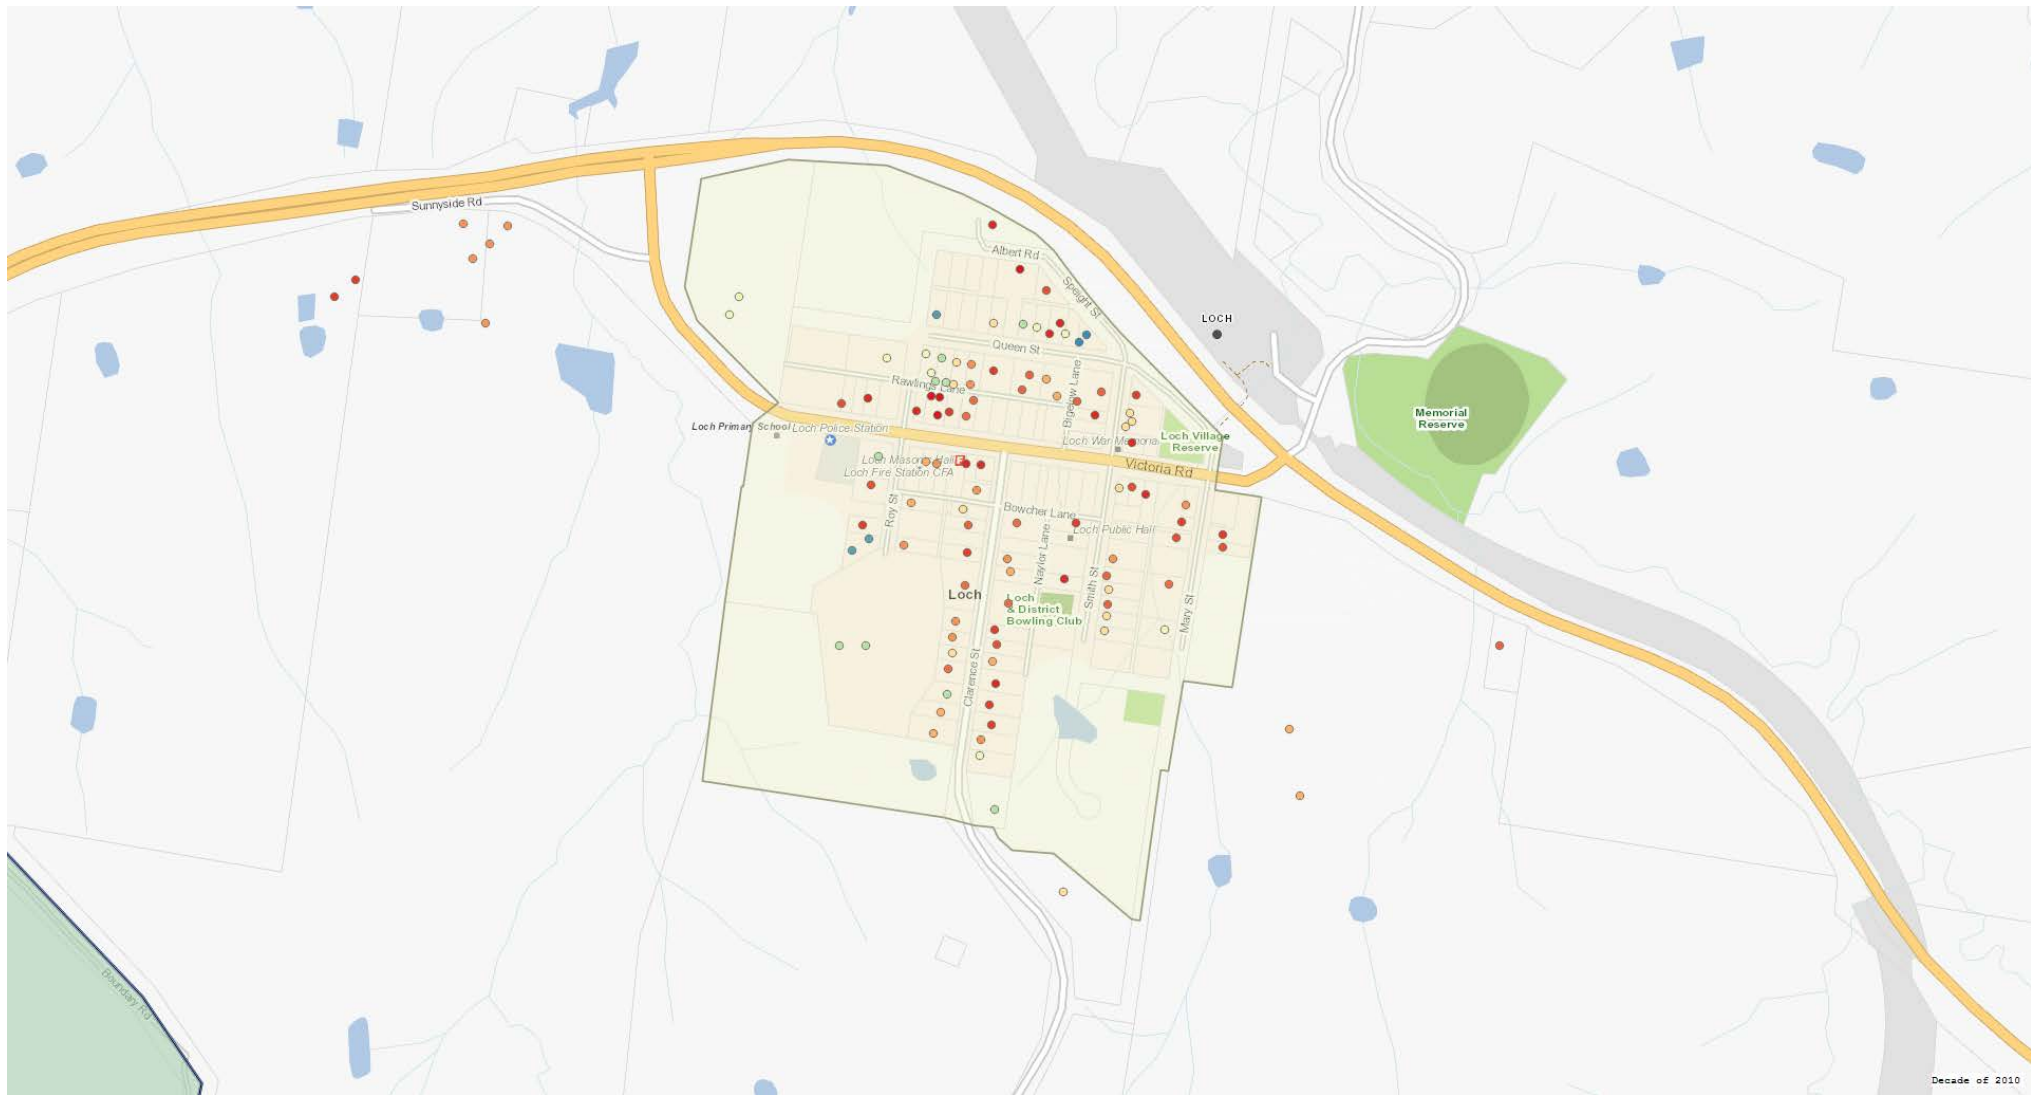 Sunnyside Rd
Albert Rd
Speight St
LOCH
Queen St
Bigelow Lane
Rawlings Lane
Memorial
Reserve
Loch Primary School
Loch Police Station
Loch War Memorial
Loch Village
Reserve
Loch Masonic Hall
F
Loch Fire Station CFA
Victoria Rd
Roy St
Bowcher Lane
Loch Public Hall
Naylor Lane
Smith St
Mary St
Loch
Loch
& District
Bowling Club
Clarence St
Boundary Rd
Decade of 2010